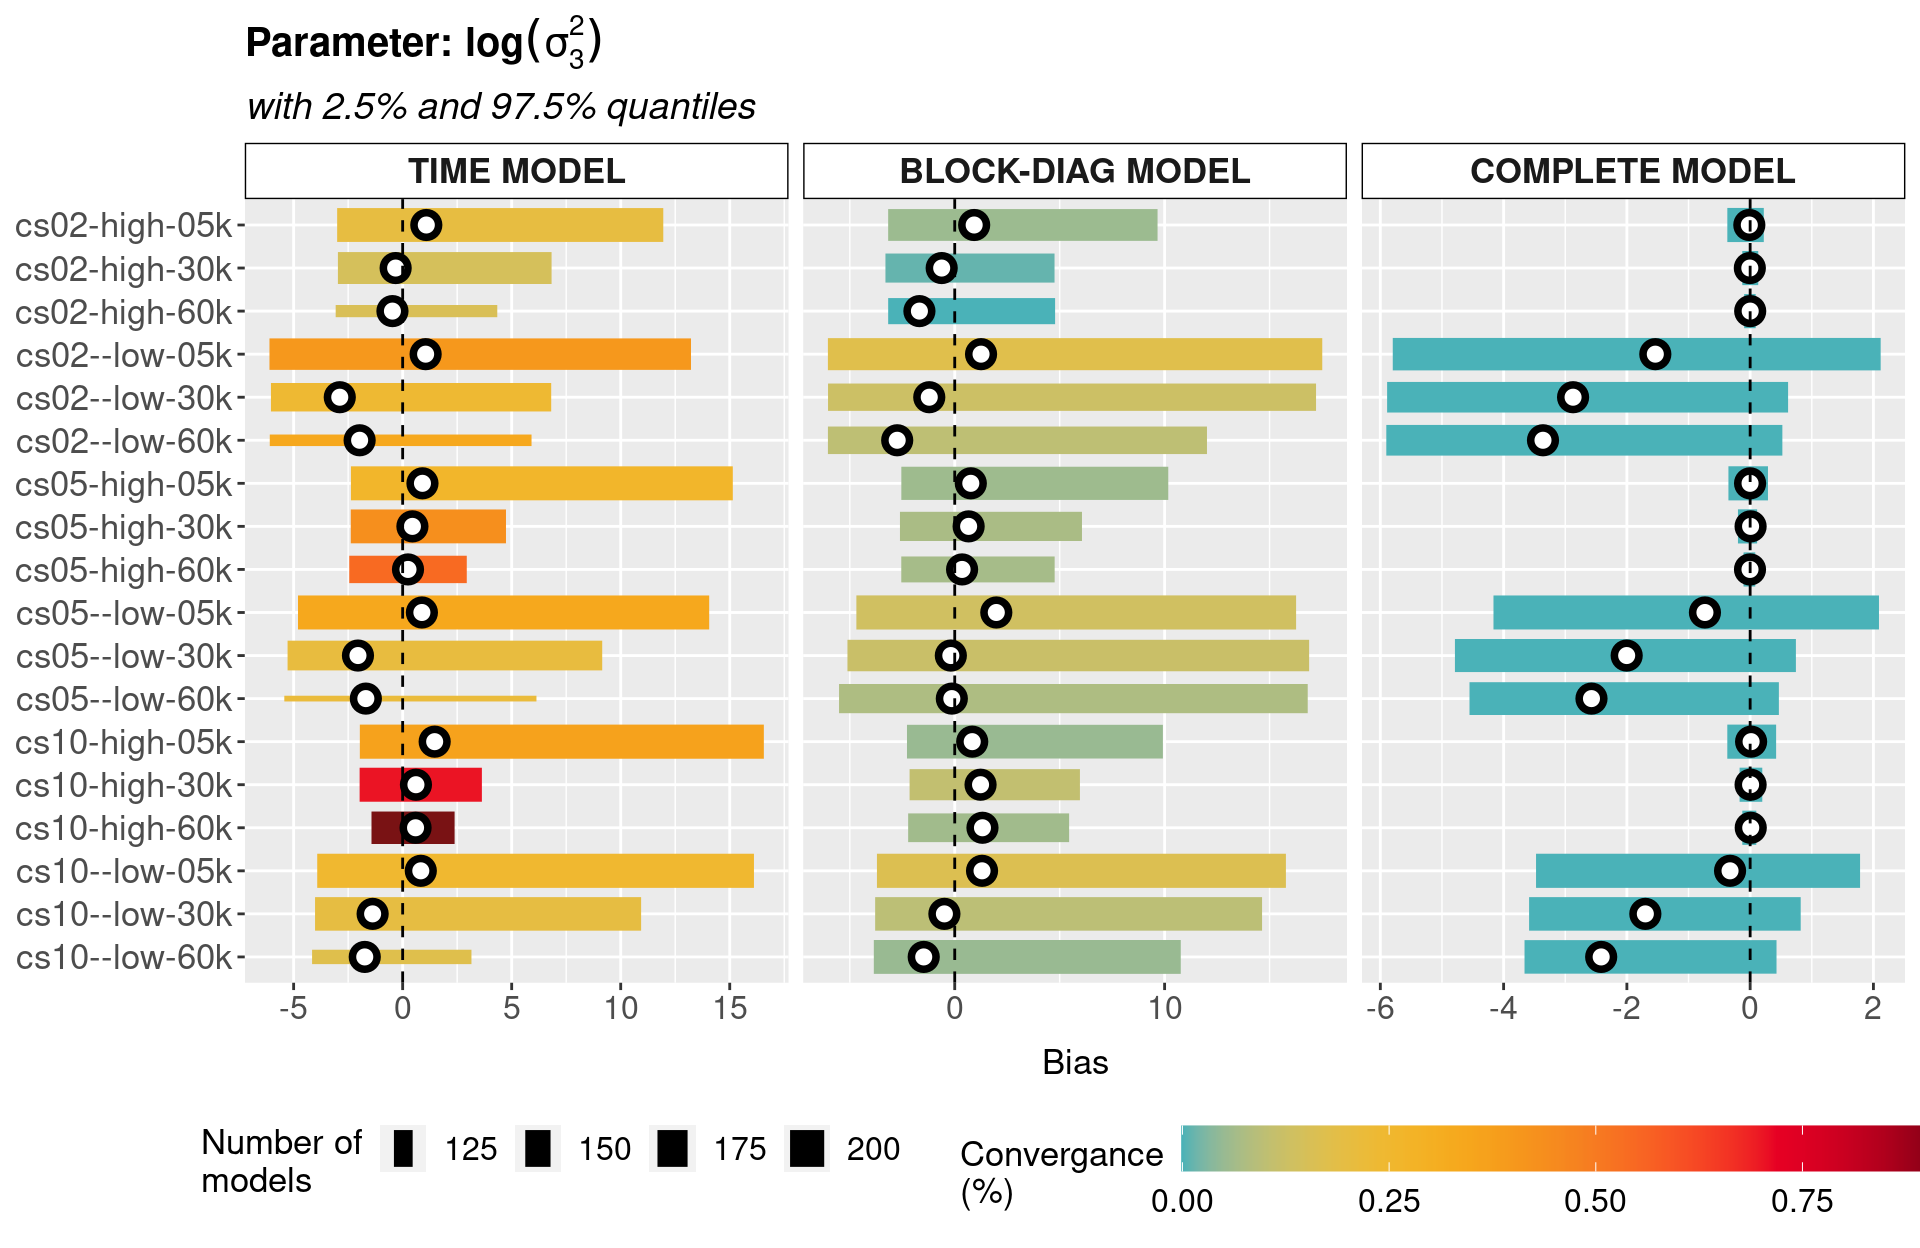 Parameter: log(σ₃²)
with 2.5% and 97.5% quantiles
TIME MODEL BLOCK-DIAG MODEL COMPLETE MODEL
cs02-high-05k
cs02-high-30k
cs02-high-60k
cs02--low-05k
cs02--low-30k
cs02--low-60k
cs05-high-05k
cs05-high-30k
cs05-high-60k
cs05--low-05k
cs05--low-30k
cs05--low-60k
cs10-high-05k
cs10-high-30k
cs10-high-60k
cs10--low-05k
cs10--low-30k
cs10--low-60k
-5 0 5 10 15 0 10 -6 -4 -2 0 2
Bias
Number of models 125 150 175 200
Convergance (%) 0.00 0.25 0.50 0.75